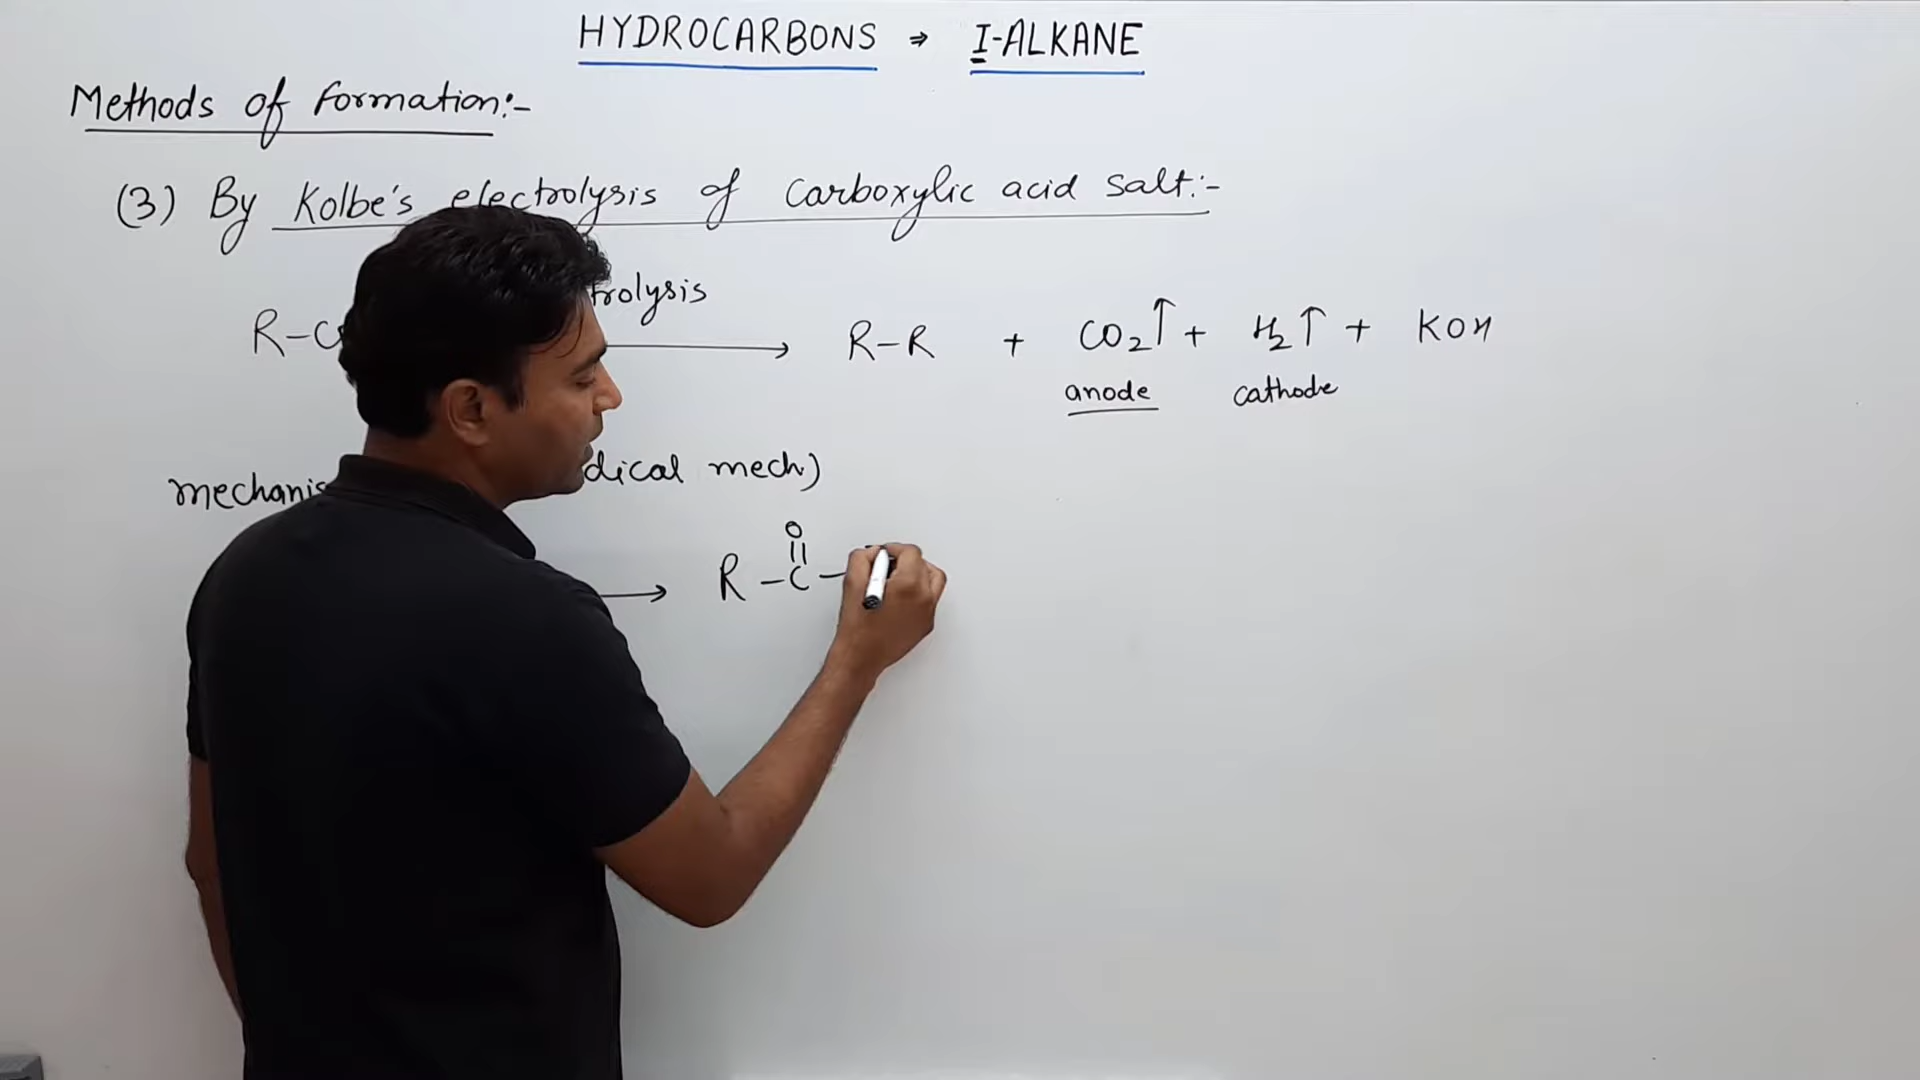 HYDROCARBONS → I-ALKANE
Methods of formation:-
(3) By Kolbe's electrolysis of carboxylic acid salt:-
trolysis
R-C → R-R + CO₂↑ + H₂↑ + KOH
anode cathode
mechanis dical mech)
O
||
→ R-C-